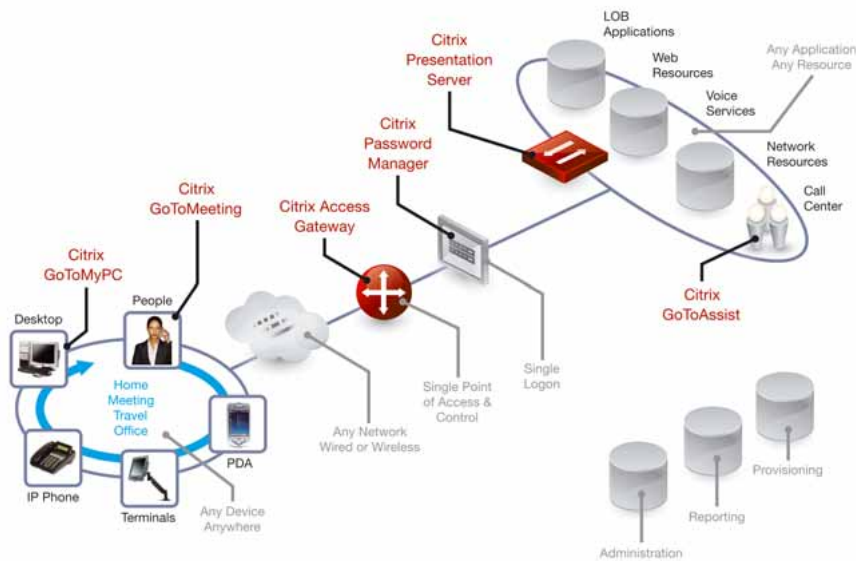 LOB
Applications
Citrix
Presentation
Server
Web
Resources
Any Application
Any Resource
Voice
Services
Citrix
Password
Manager
Network
Resources
Citrix
GoToMeeting
Call
Center
Citrix Access
Gateway
Citrix
GoToMyPC
Citrix
GoToAssist
People
Desktop
Home
Meeting
Travel
Office
Single
Logon
Single Point
of Access &
Control
Any Network
Wired or Wireless
PDA
IP Phone
Terminals
Any Device
Anywhere
Provisioning
Reporting
Administration